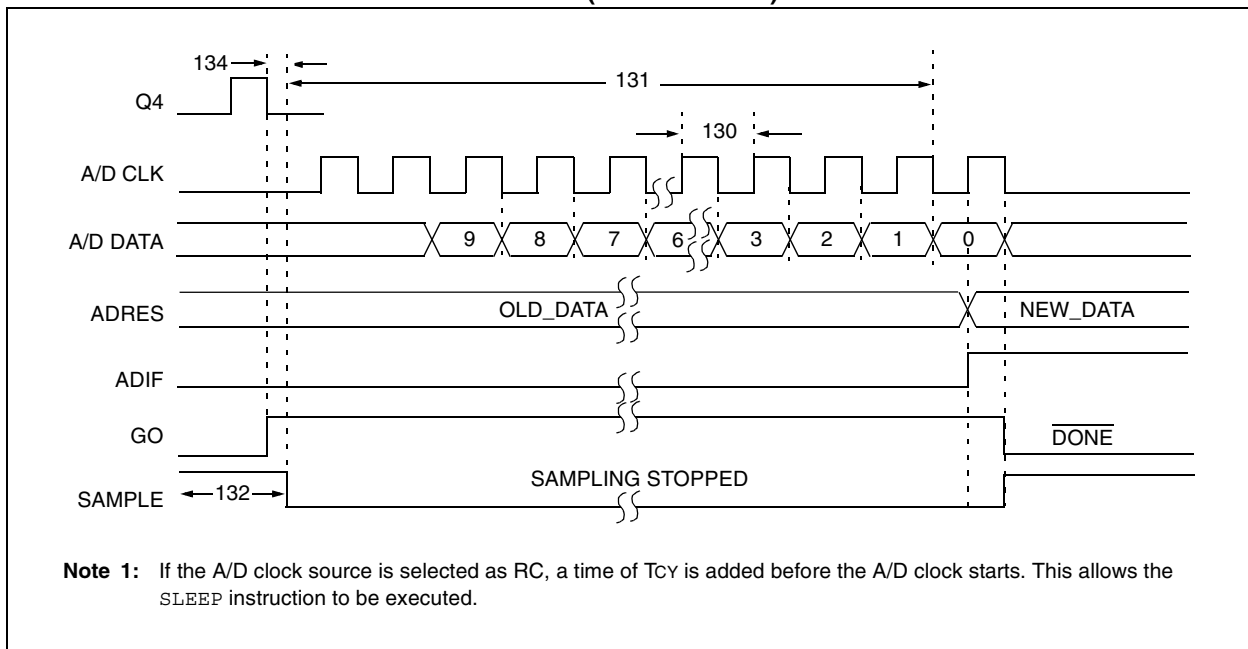 134
131
Q4
130
A/D CLK
A/D DATA
9 8 7 6 3 2 1 0
ADRES
OLD_DATA
NEW_DATA
ADIF
GO
DONE
SAMPLING STOPPED
132
SAMPLE
Note 1: If the A/D clock source is selected as RC, a time of TCY is added before the A/D clock starts. This allows the
SLEEP instruction to be executed.